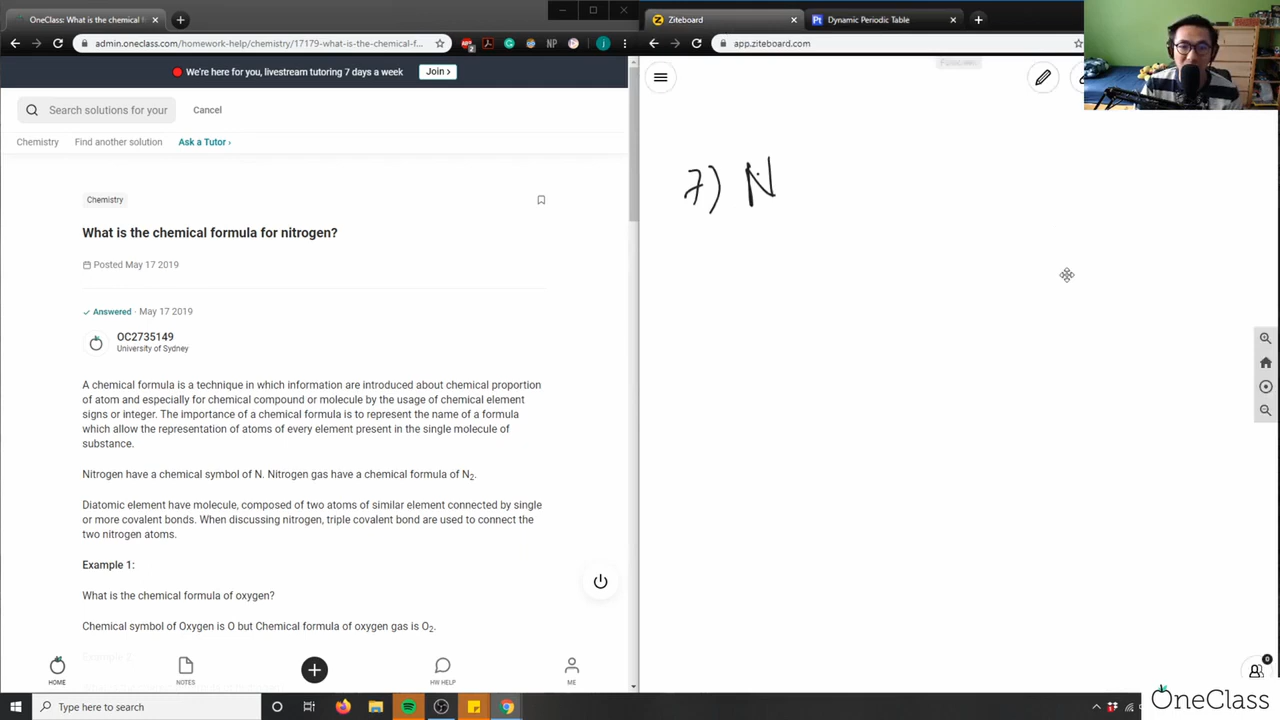 OneClass: What is the chemical f
Ziteboard
Dynamic Periodic Table
admin.oneclass.com/homework-help/chemistry/17179-what-is-the-chemical-f...
NP
j
app.ziteboard.com
We're here for you, livestream tutoring 7 days a week
Join ›
Search solutions for your
Cancel
Chemistry
Find another solution
Ask a Tutor ›
7) N
Chemistry
What is the chemical formula for nitrogen?
Posted May 17 2019
Answered · May 17 2019
OC2735149
University of Sydney
A chemical formula is a technique in which information are introduced about chemical proportion
of atom and especially for chemical compound or molecule by the usage of chemical element
signs or integer. The importance of a chemical formula is to represent the name of a formula
which allow the representation of atoms of every element present in the single molecule of
substance.
Nitrogen have a chemical symbol of N. Nitrogen gas have a chemical formula of N₂.
Diatomic element have molecule, composed of two atoms of similar element connected by single
or more covalent bonds. When discussing nitrogen, triple covalent bond are used to connect the
two nitrogen atoms.
Example 1:
What is the chemical formula of oxygen?
Chemical symbol of Oxygen is O but Chemical formula of oxygen gas is O₂.
Example 2
HOME
NOTES
HW HELP
ME
0
Type here to search
OneClass